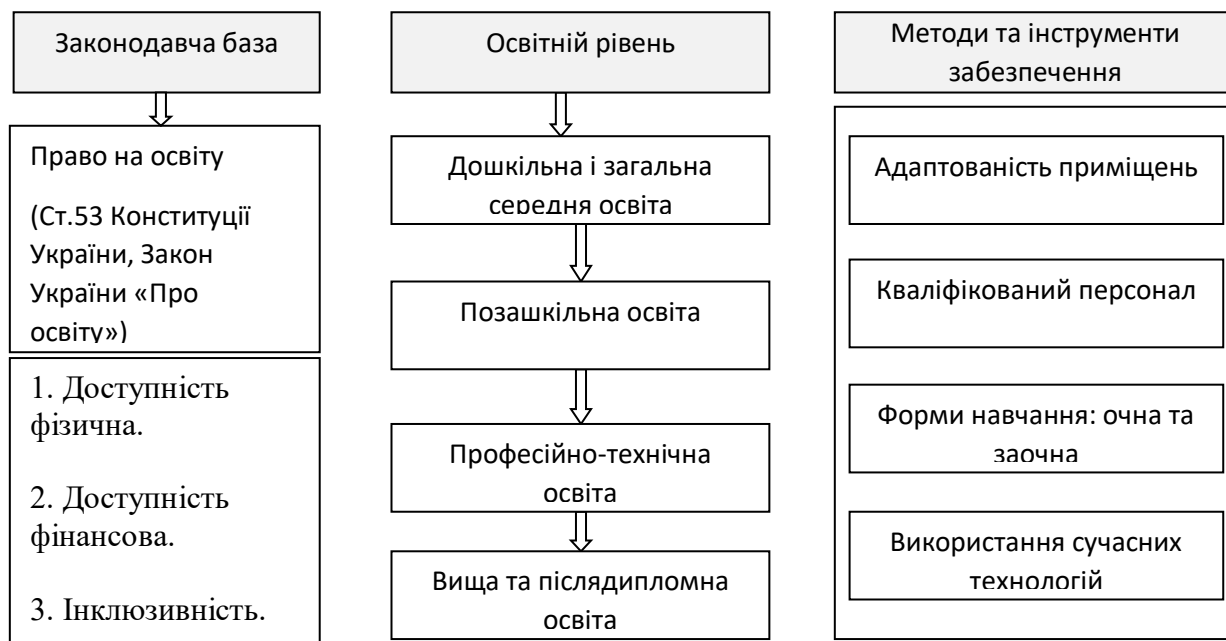 Законодавча база
Право на освіту
(Ст.53 Конституції
України, Закон
України «Про
освіту»)
1. Доступність
фізична.
2. Доступність
фінансова.
3. Інклюзивність.
Освітній рівень
Дошкільна і загальна
середня освіта
Позашкільна освіта
Професійно-технічна
освіта
Вища та післядипломна
освіта
Методи та інструменти
забезпечення
Адаптованість приміщень
Кваліфікований персонал
Форми навчання: очна та
заочна
Використання сучасних
технологій